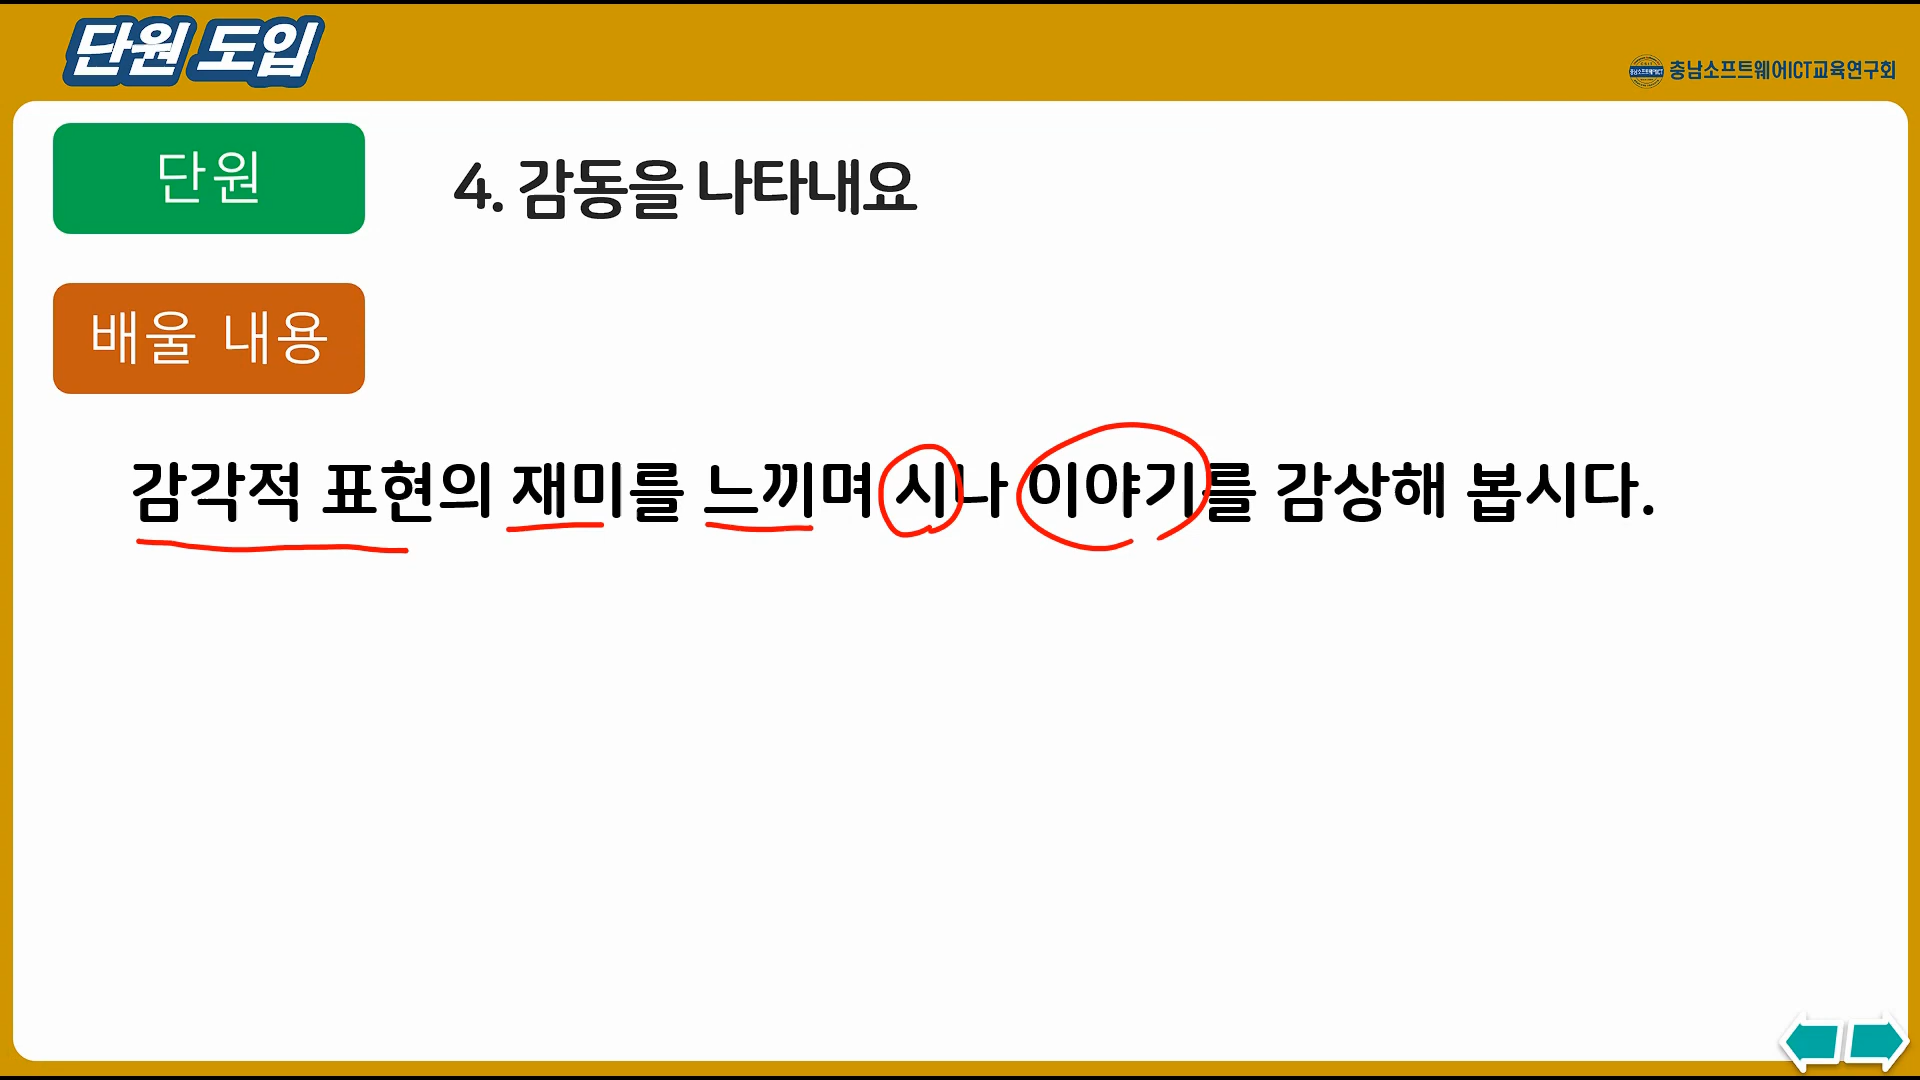 단원 도입
충남소프트웨어ICT교육연구회
단원
4. 감동을 나타내요
배울 내용
감각적 표현의 재미를 느끼며 시나 이야기를 감상해 봅시다.